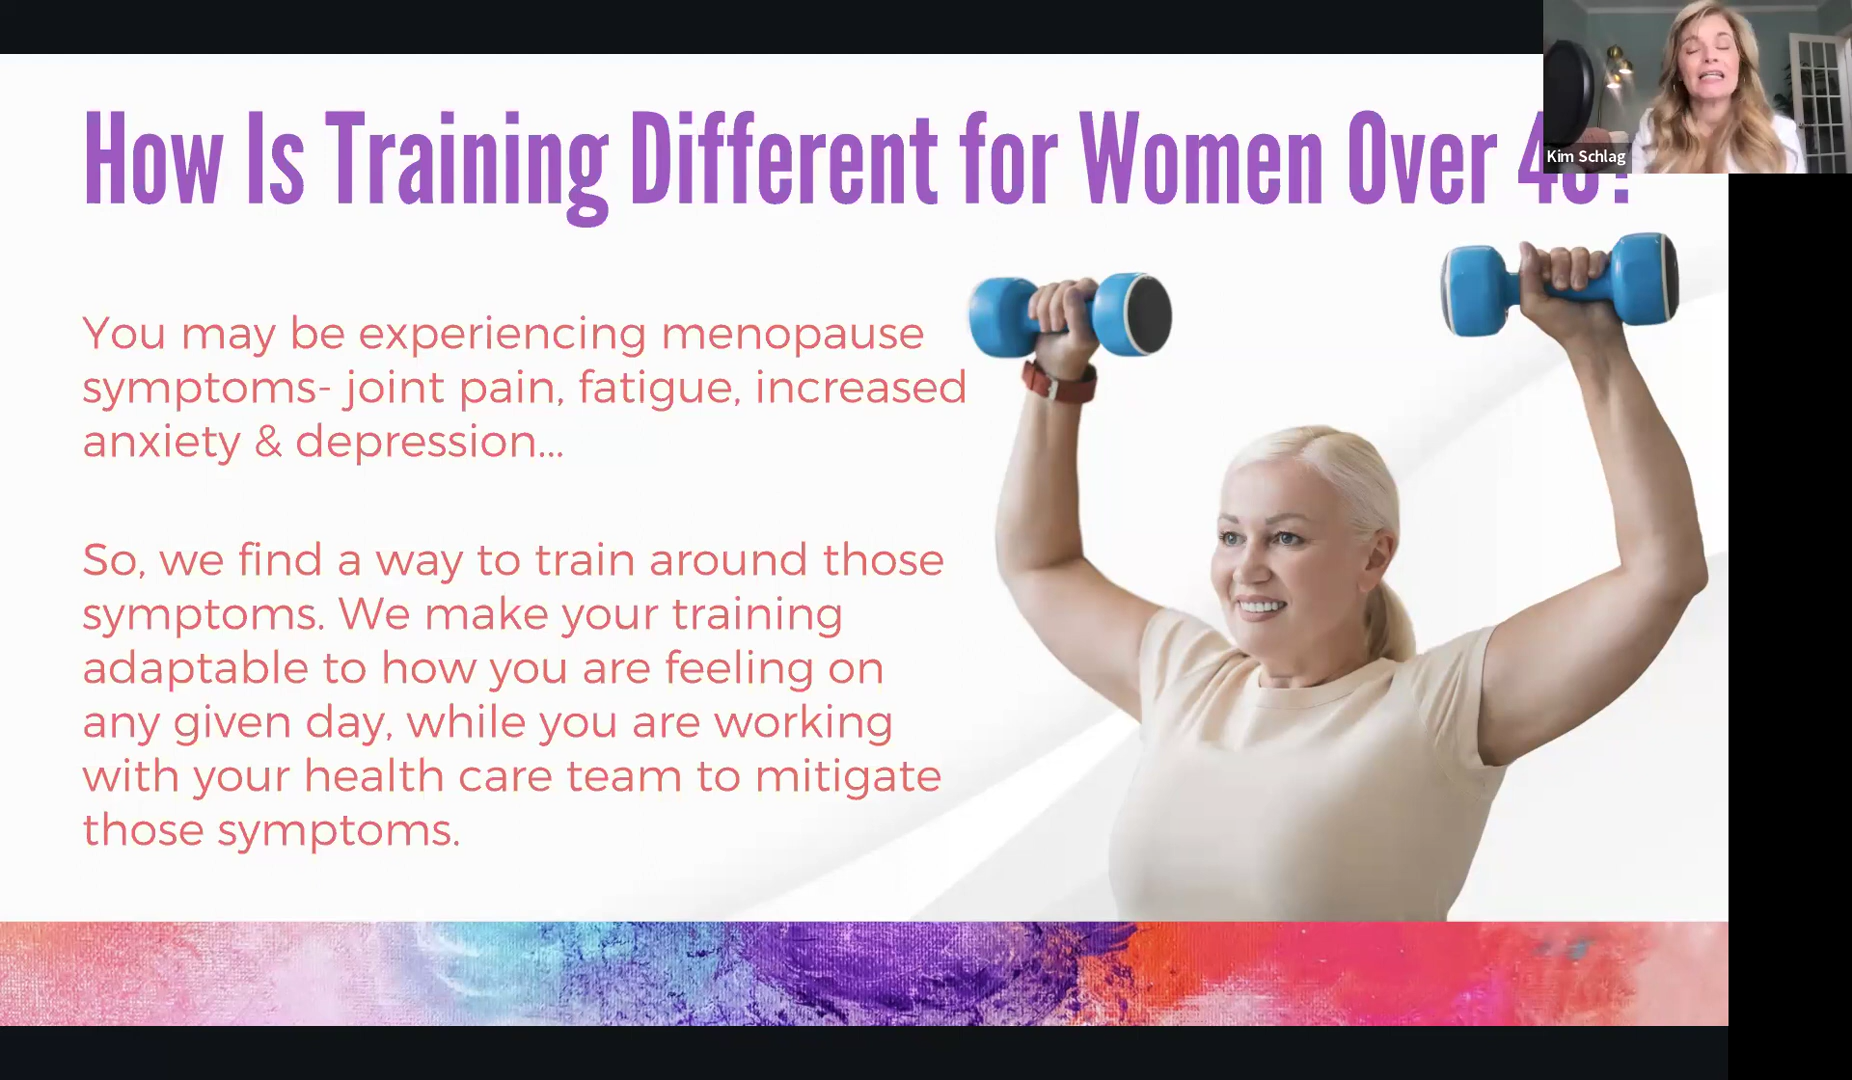 How Is Training Different for Women Over 40?
Kim Schlag
You may be experiencing menopause
symptoms- joint pain, fatigue, increased
anxiety & depression...
So, we find a way to train around those
symptoms. We make your training
adaptable to how you are feeling on
any given day, while you are working
with your health care team to mitigate
those symptoms.